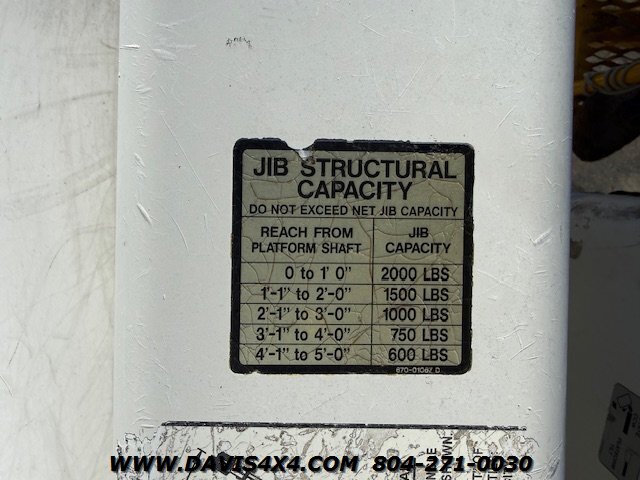 JIB STRUCTURAL
CAPACITY
DO NOT EXCEED NET JIB CAPACITY
REACH FROM
PLATFORM SHAFT
JIB
CAPACITY
0 to 1' 0" 2000 LBS
1'-1" to 2'-0" 1500 LBS
2'-1" to 3'-0" 1000 LBS
3'-1" to 4'-0" 750 LBS
4'-1" to 5'-0" 600 LBS
WWW.DAVIS4X4.COM 804-271-0030